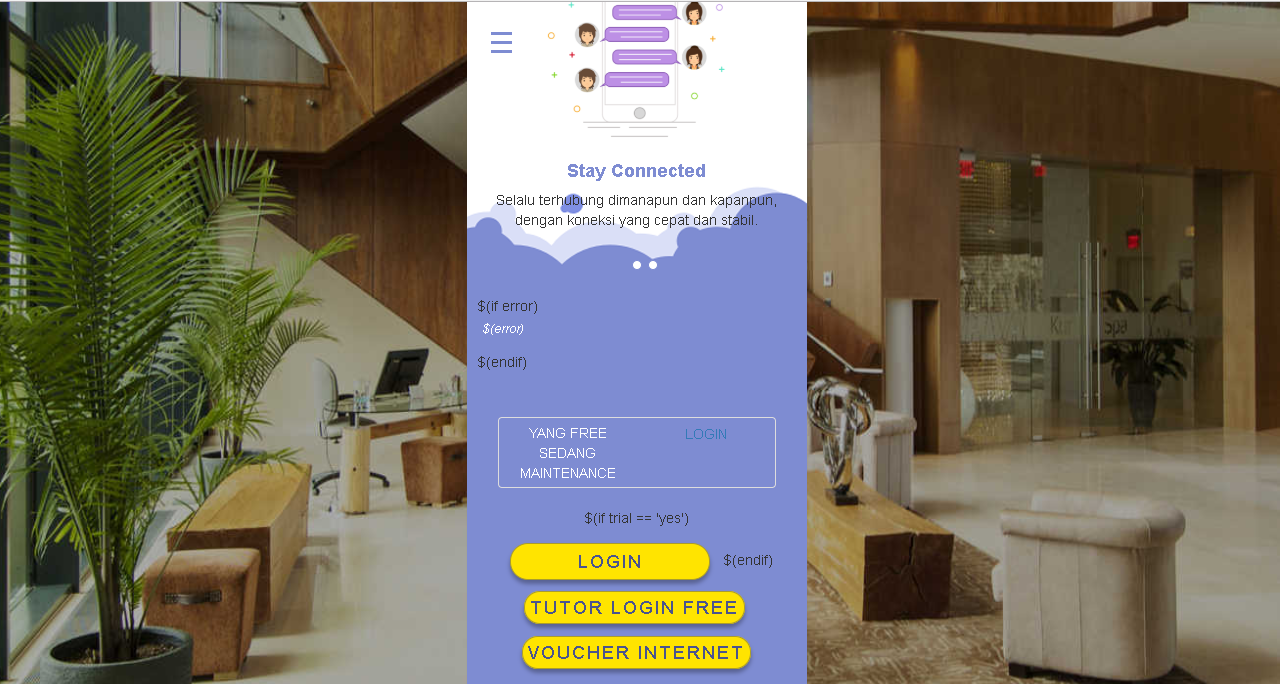 Stay Connected
Selalu terhubung dimanapun dan kapanpun,
dengan koneksi yang cepat dan stabil.
$(if error)
$(error)
$(endif)
YANG FREE
SEDANG
MAINTENANCE
LOGIN
$(if trial == 'yes')
LOGIN
$(endif)
TUTOR LOGIN FREE
VOUCHER INTERNET